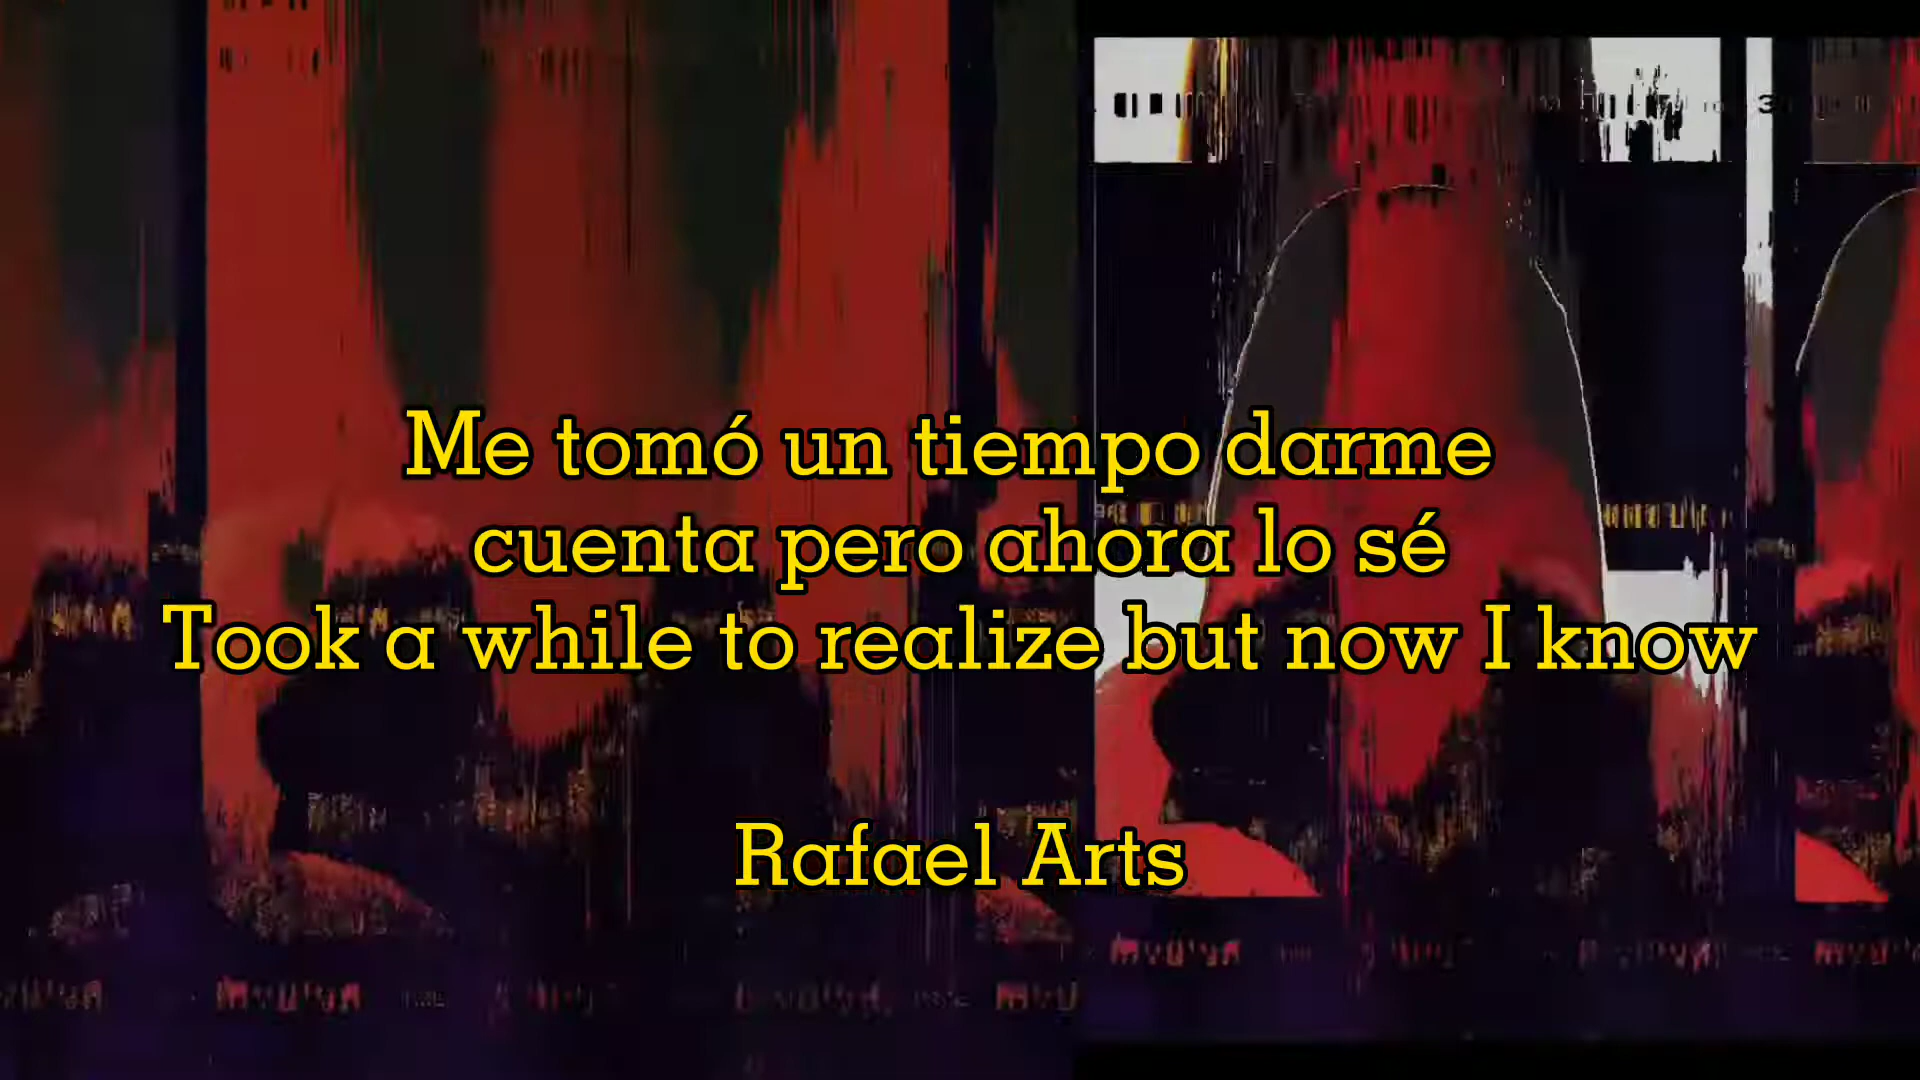 Me tomó un tiempo darme
cuenta pero ahora lo sé
Took a while to realize but now I know
Rafael Arts